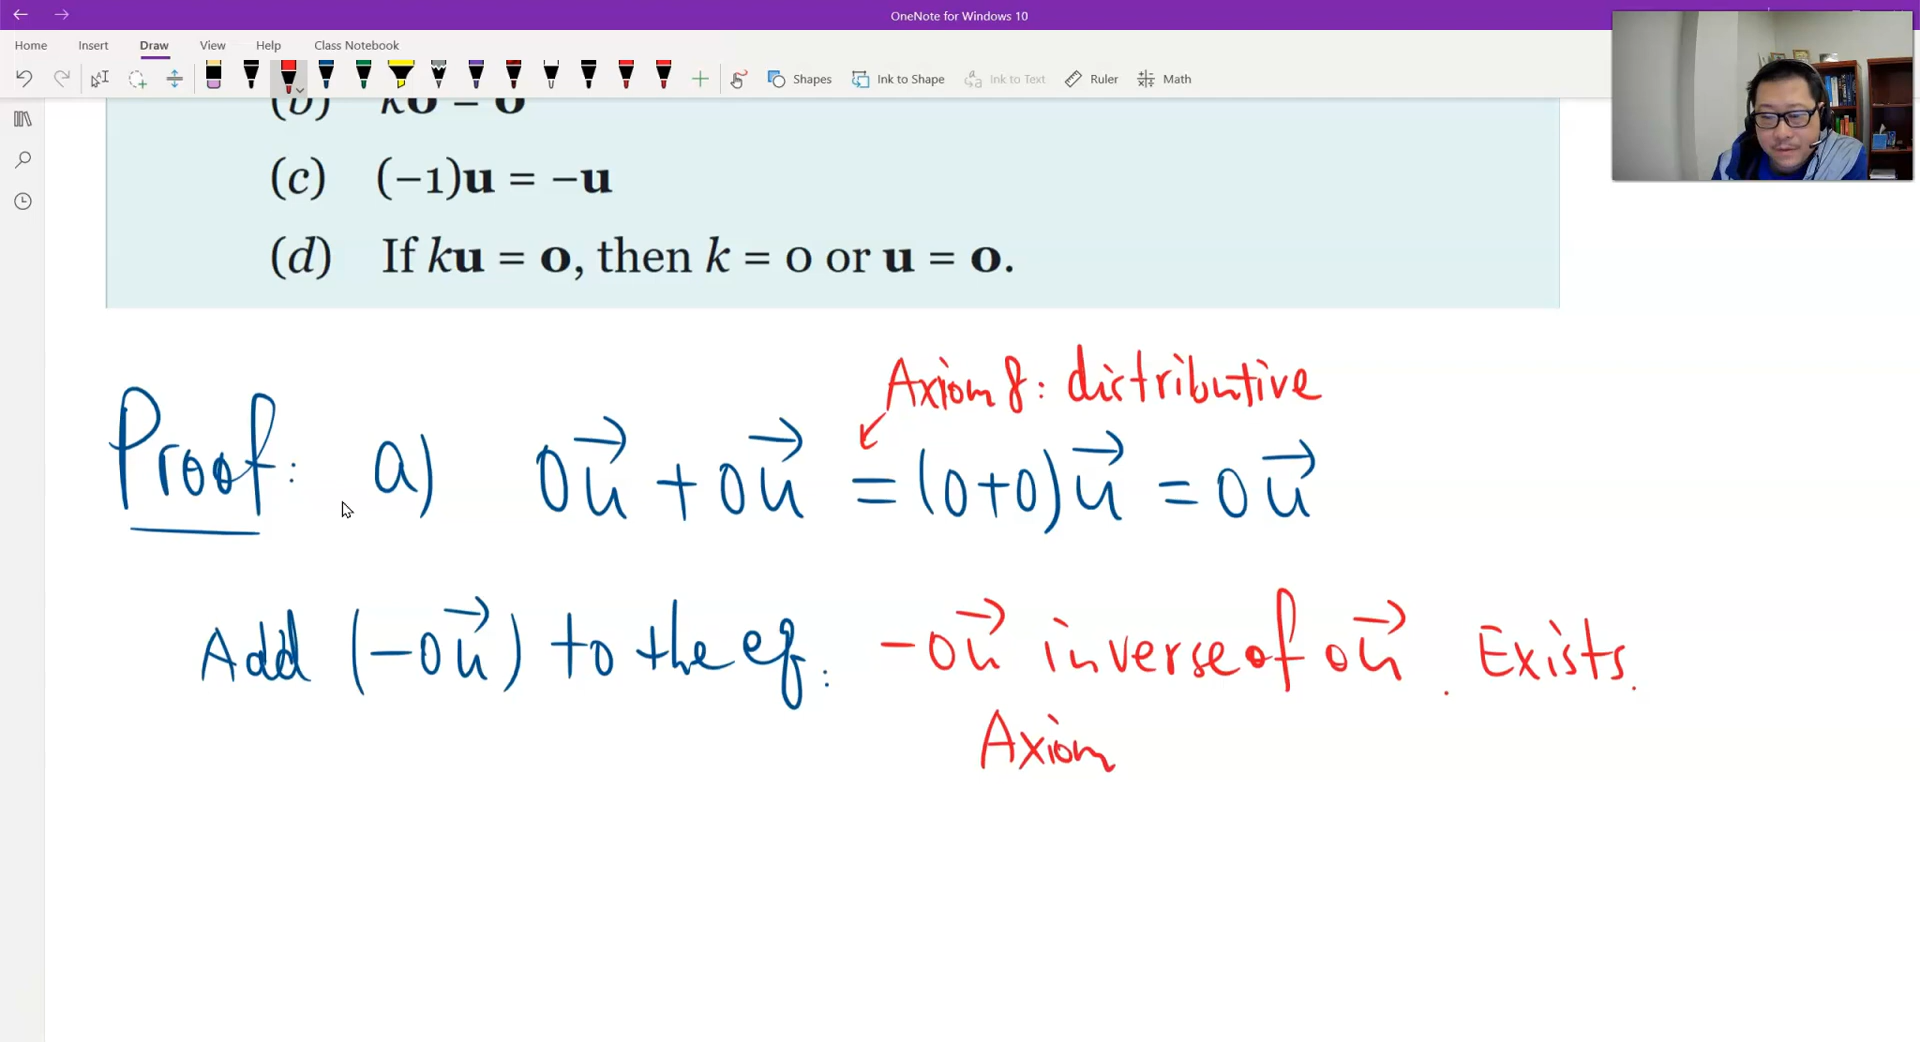 OneNote for Windows 10
Home Insert Draw View Help Class Notebook
Shapes Ink to Shape Ink to Text Ruler Math
(b) k0 = 0
(c) (−1)u = −u
(d) If ku = 0, then k = 0 or u = 0.
Axiom 8: distributive
Proof: a) 0u⃗ + 0u⃗ = (0+0)u⃗ = 0u⃗
Add (−0u⃗) to the eq. : −0u⃗ inverse of 0u⃗. Exists.
Axiom